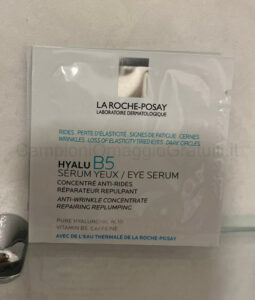 LA ROCHE-POSAY
LABORATOIRE DERMATOLOGIQUE
RIDES, PERTE D'ELASTICITE, SIGNES DE FATIGUE, CERNES
WRINKLES, LOSS OF ELASTICITY, TIRED EYES, DARK CIRCLES
CampioniOmaggioGratuiti
HYALU B5
SERUM YEUX / EYE SERUM
CONCENTRÉ ANTI-RIDES
RÉPARATEUR REPULPANT
ANTI-WRINKLE CONCENTRATE
REPAIRING REPLUMPING
PURE HYALURONIC ACID
VITAMIN B5. CAFFEINE
AVEC DE L'EAU THERMALE DE LA ROCHE-POSAY